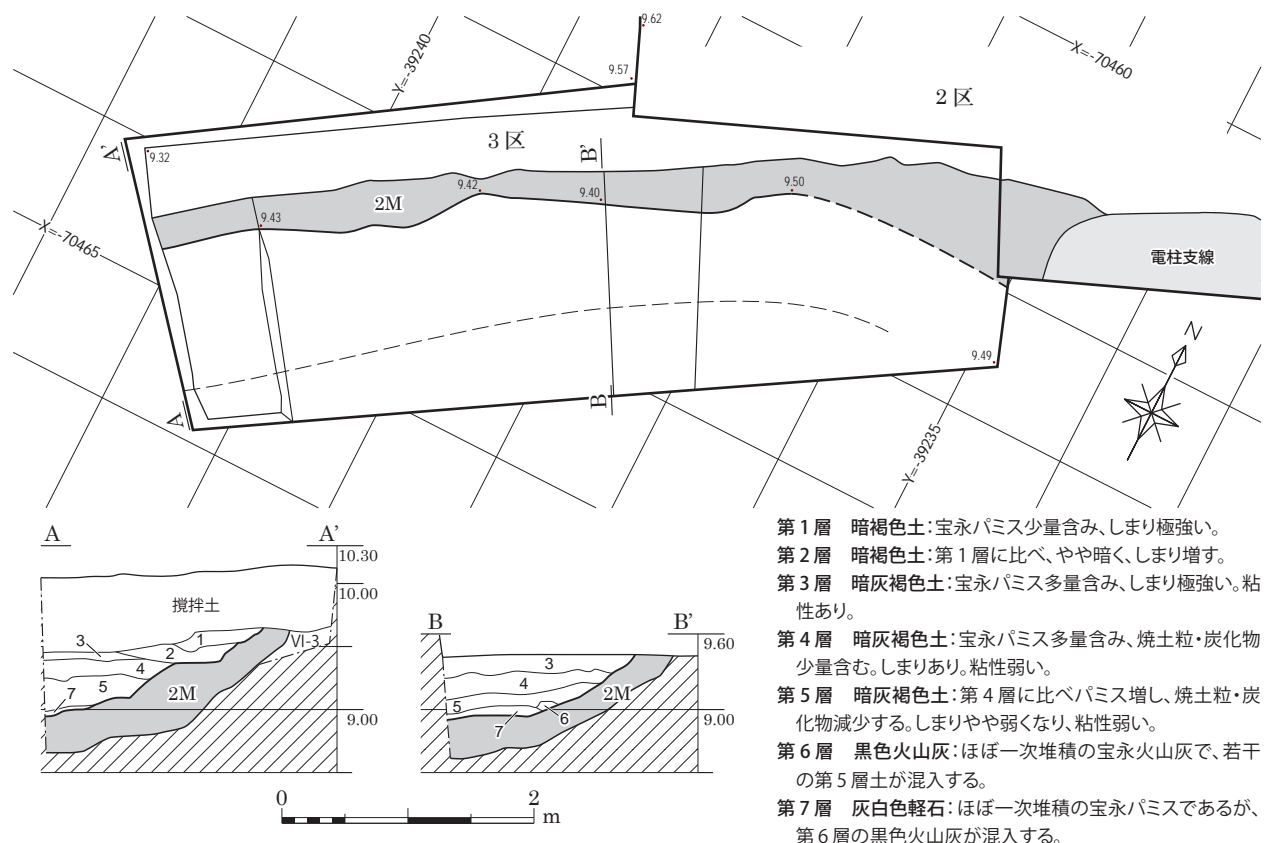 9.62
Y=-39240
X=-70460
9.57
2 区
3 区
A'
9.32
B'
9.42
9.40
9.50
2M
9.43
X=-70465
電柱支線
9.49
N
A
B
Y=-39235
A
A'
10.30
10.00
撹拌土
3
1
2
VI-3
4
5
7
2M
9.00
B
B'
9.60
3
4
5
2M
6
7
9.00
0
2
m
第 1 層　暗褐色土：宝永パミス少量含み、しまり極強い。
第 2 層　暗褐色土：第 1 層に比べ、やや暗く、しまり増す。
第 3 層　暗灰褐色土：宝永パミス多量含み、しまり極強い。粘
性あり。
第 4 層　暗灰褐色土：宝永パミス多量含み、焼土粒・炭化物
少量含む。しまりあり。粘性弱い。
第 5 層　暗灰褐色土：第 4 層に比べパミス増し、焼土粒・炭
化物減少する。しまりやや弱くなり、粘性弱い。
第 6 層　黒色火山灰：ほぼ一次堆積の宝永火山灰で、若干
の第 5 層土が混入する。
第 7 層　灰白色軽石：ほぼ一次堆積の宝永パミスであるが、
第 6 層の黒色火山灰が混入する。